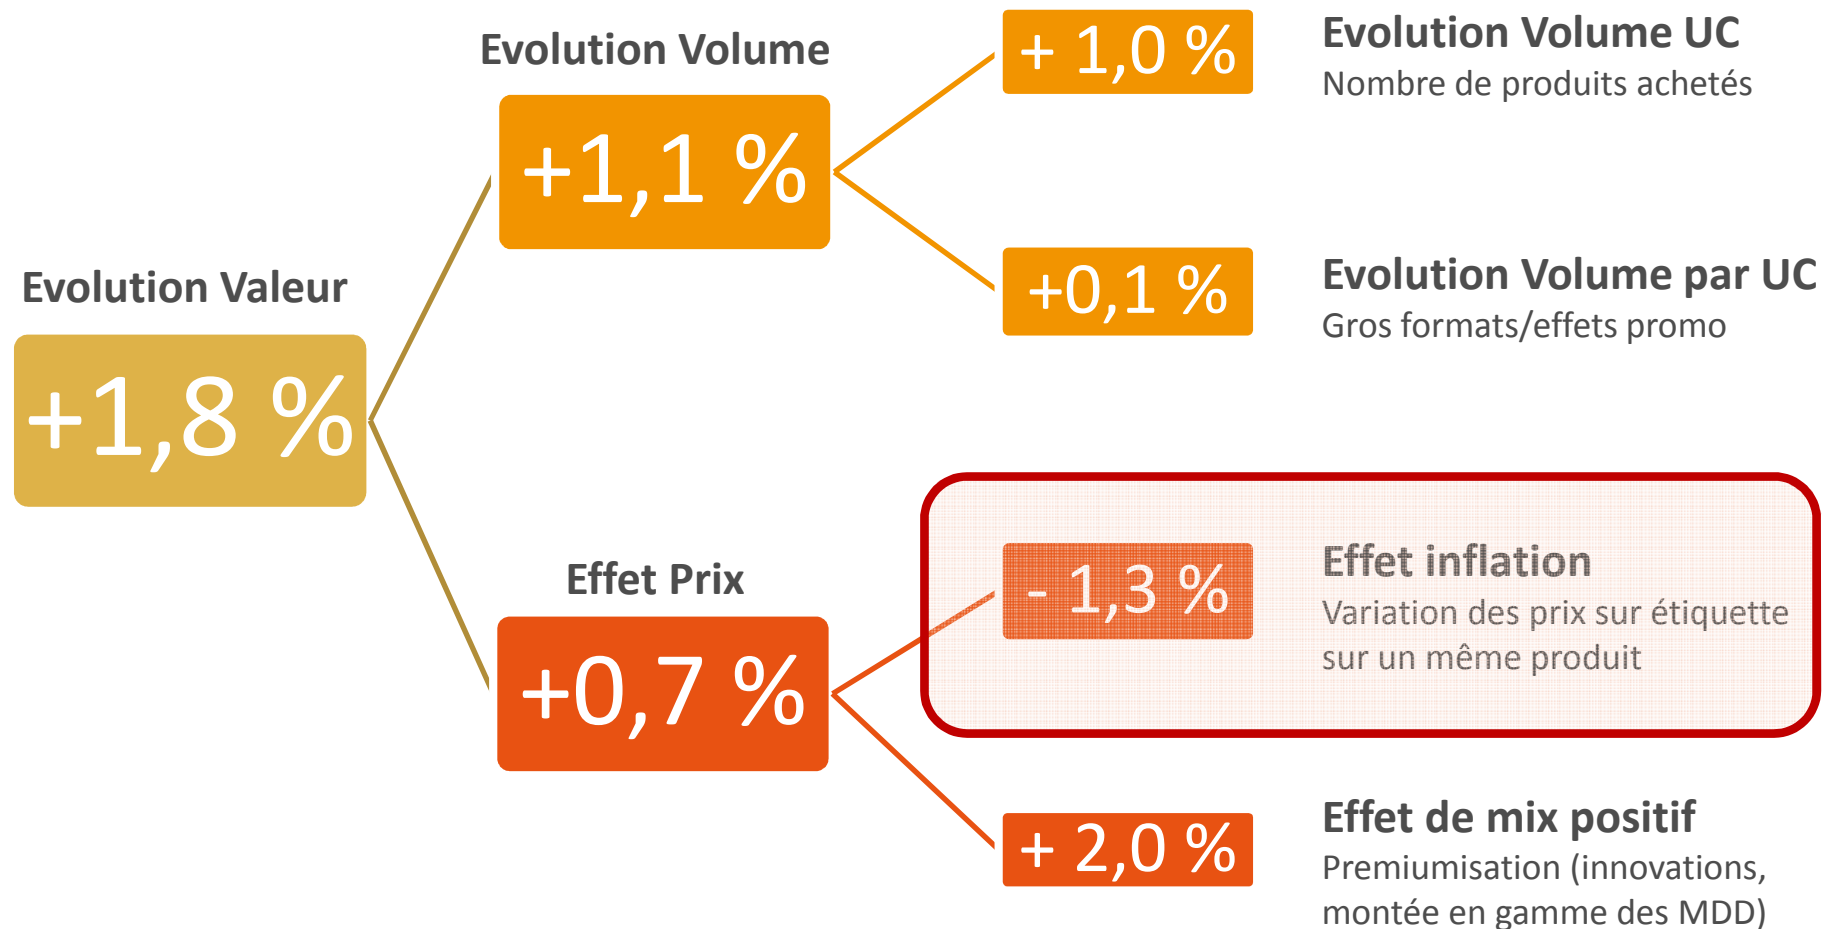 Evolution Valeur
+1,8 %
Evolution Volume
+1,1 %
+ 1,0 %
Evolution Volume UC
Nombre de produits achetés
+0,1 %
Evolution Volume par UC
Gros formats/effets promo
Effet Prix
+0,7 %
- 1,3 %
Effet inflation
Variation des prix sur étiquette
sur un même produit
+ 2,0 %
Effet de mix positif
Premiumisation (innovations,
montée en gamme des MDD)